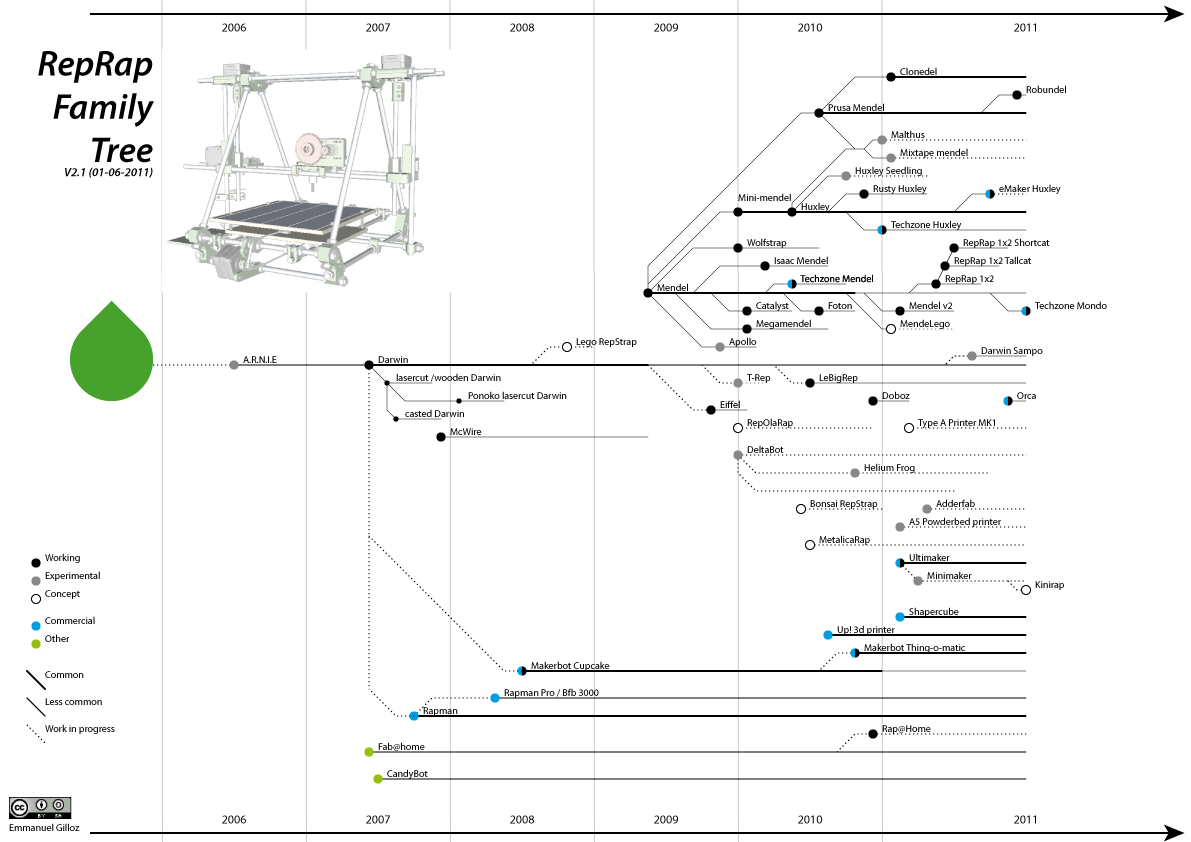 2006 2007 2008 2009 2010 2011
RepRap
Family
Tree
V2.1 (01-06-2011)
Clonedel
Robundel
Prusa Mendel
Malthus
Mixtape mendel
Huxley Seedling
Rusty Huxley
eMaker Huxley
Mini-mendel
Huxley
Techzone Huxley
Wolfstrap
RepRap 1x2 Shortcat
Isaac Mendel
RepRap 1x2 Tallcat
Techzone Mendel
RepRap 1x2
Mendel
Catalyst
Foton
Mendel v2
Techzone Mondo
Megamendel
MendeLego
Lego RepStrap
Apollo
Darwin Sampo
A.R.N.I.E
Darwin
lasercut /wooden Darwin
T-Rep
LeBigRep
Ponoko lasercut Darwin
Doboz
Orca
casted Darwin
Eiffel
McWire
RepOlaRap
Type A Printer MK1
DeltaBot
Helium Frog
Bonsai RepStrap
Adderfab
A5 Powderbed printer
MetalicaRap
Ultimaker
Minimaker
Kinirap
Shapercube
Up! 3d printer
Makerbot Thing-o-matic
Makerbot Cupcake
Rapman Pro / Bfb 3000
Rapman
Rap@Home
Fab@home
CandyBot
Working
Experimental
Concept
Commercial
Other
Common
Less common
Work in progress
cc
BY SA
Emmanuel Gilloz
2006 2007 2008 2009 2010 2011